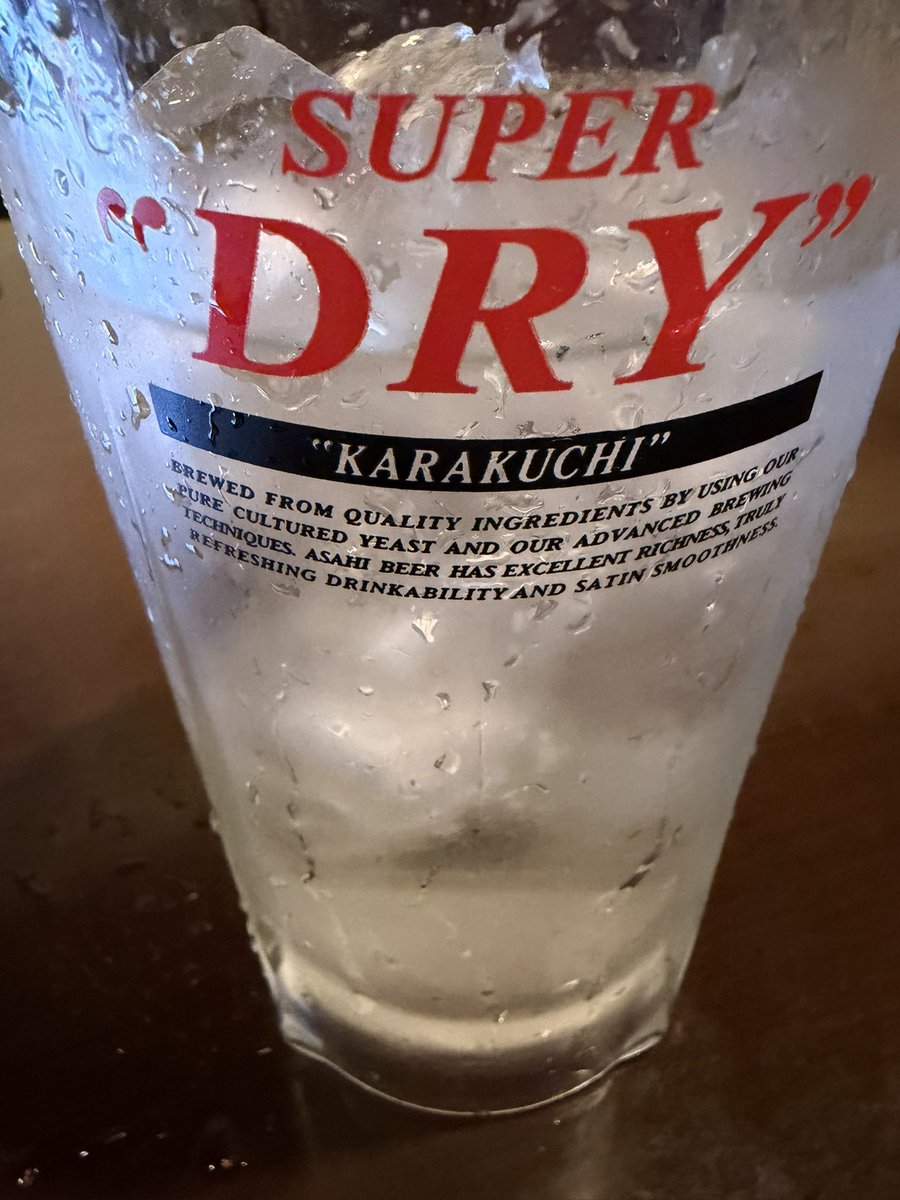 SUPER
“DRY”
“KARAKUCHI”
BREWED FROM QUALITY INGREDIENTS BY USING OUR
PURE CULTURED YEAST AND OUR ADVANCED BREWING
TECHNIQUES. ASAHI BEER HAS EXCELLENT RICHNESS, TRULY
REFRESHING DRINKABILITY AND SATIN SMOOTHNESS.